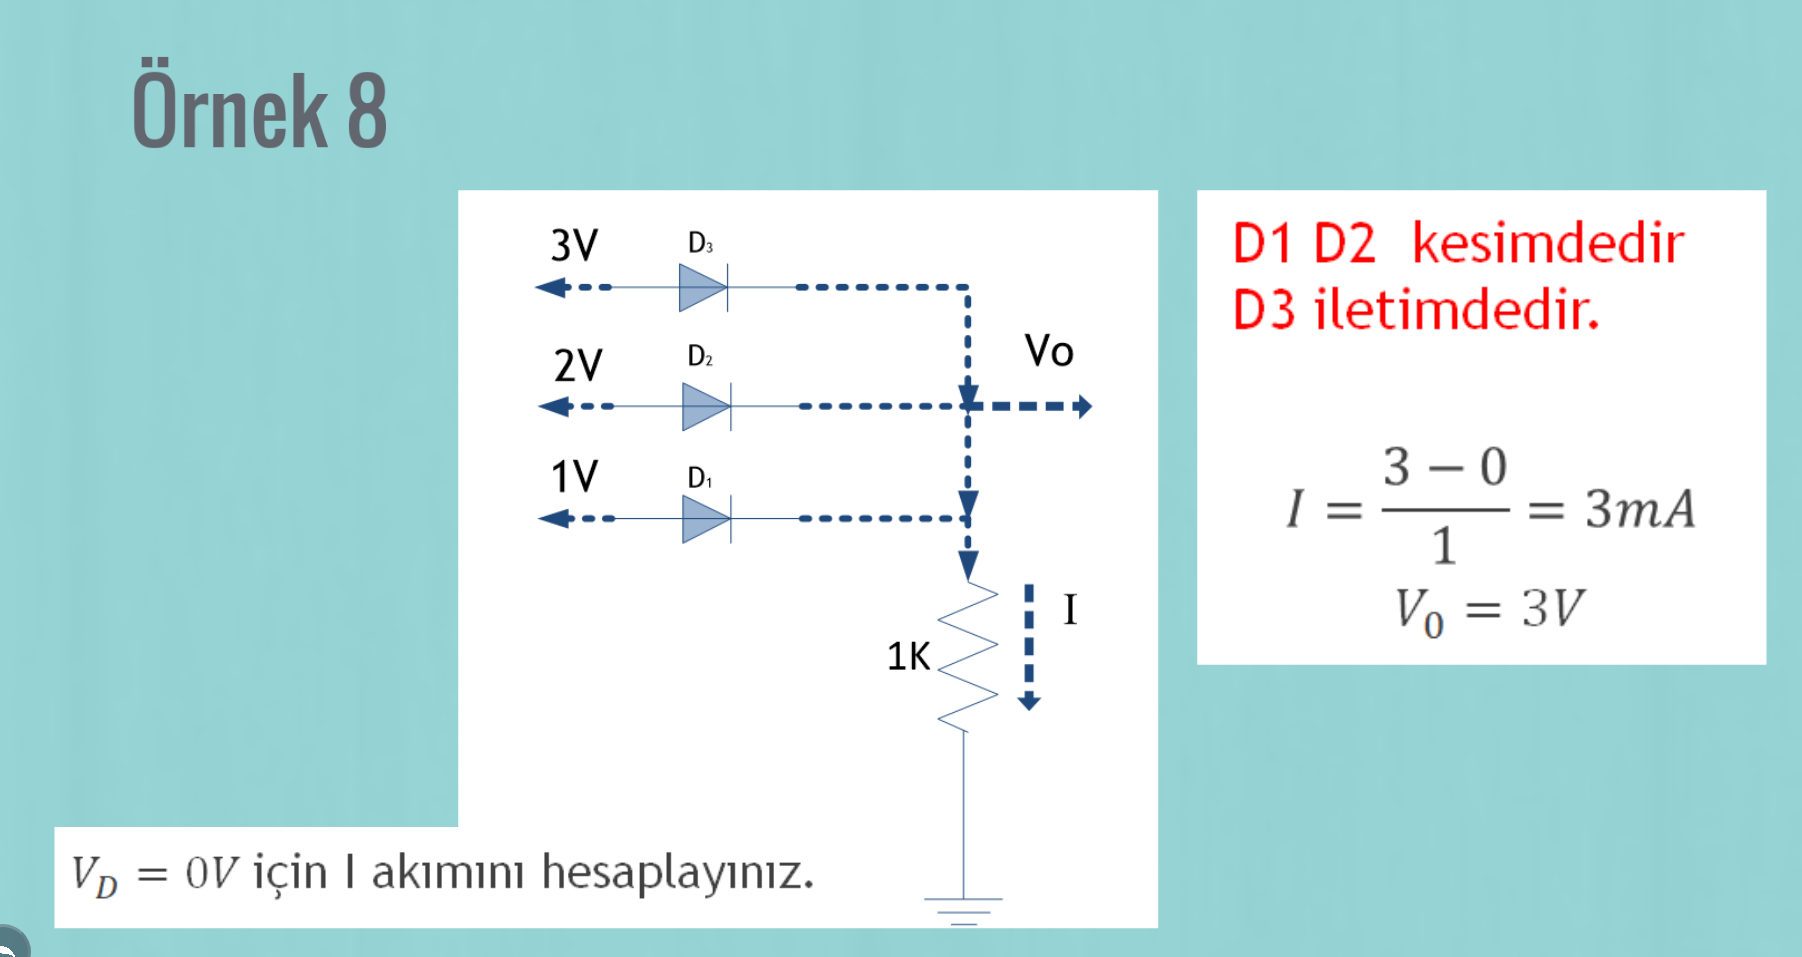 Örnek 8
3V
D₃
2V
D₂
Vo
1V
D₁
I
1K
V_D = 0V için I akımını hesaplayınız.
D1 D2 kesimdedir
D3 iletimdedir.
I = (3 − 0)/1 = 3mA
V₀ = 3V